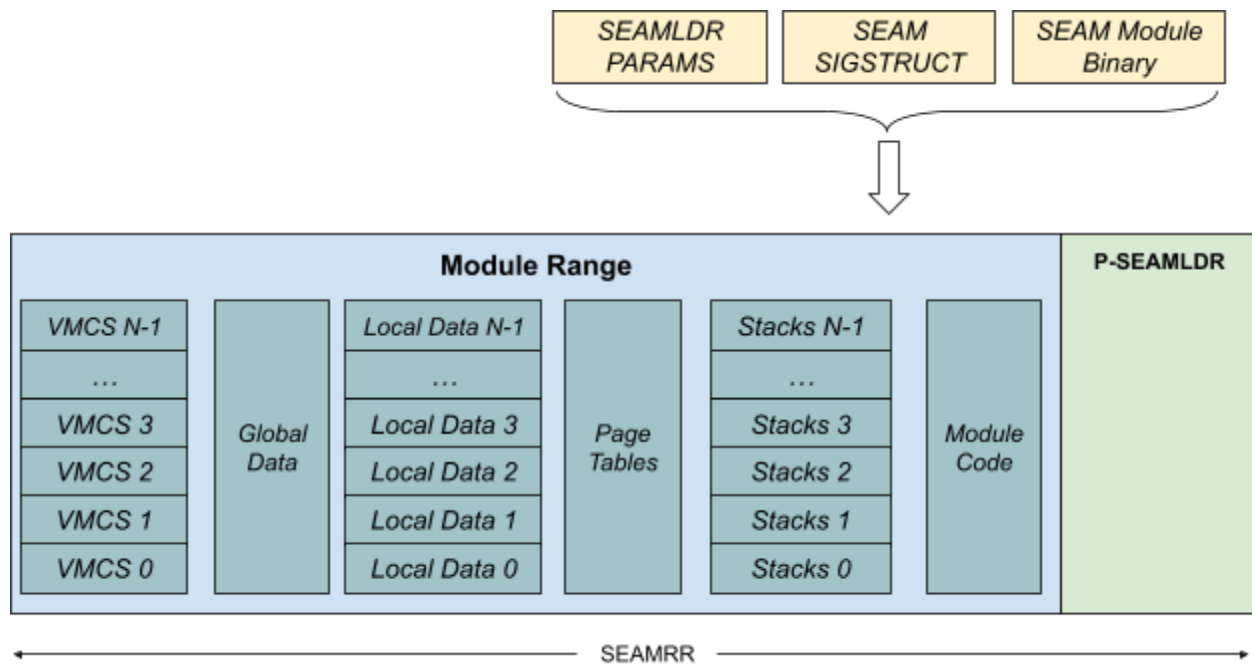 SEAMLDR
PARAMS
SEAM
SIGSTRUCT
SEAM Module
Binary
Module Range
P-SEAMLDR
VMCS N-1
…
VMCS 3
VMCS 2
VMCS 1
VMCS 0
Global
Data
Local Data N-1
…
Local Data 3
Local Data 2
Local Data 1
Local Data 0
Page
Tables
Stacks N-1
…
Stacks 3
Stacks 2
Stacks 1
Stacks 0
Module
Code
SEAMRR